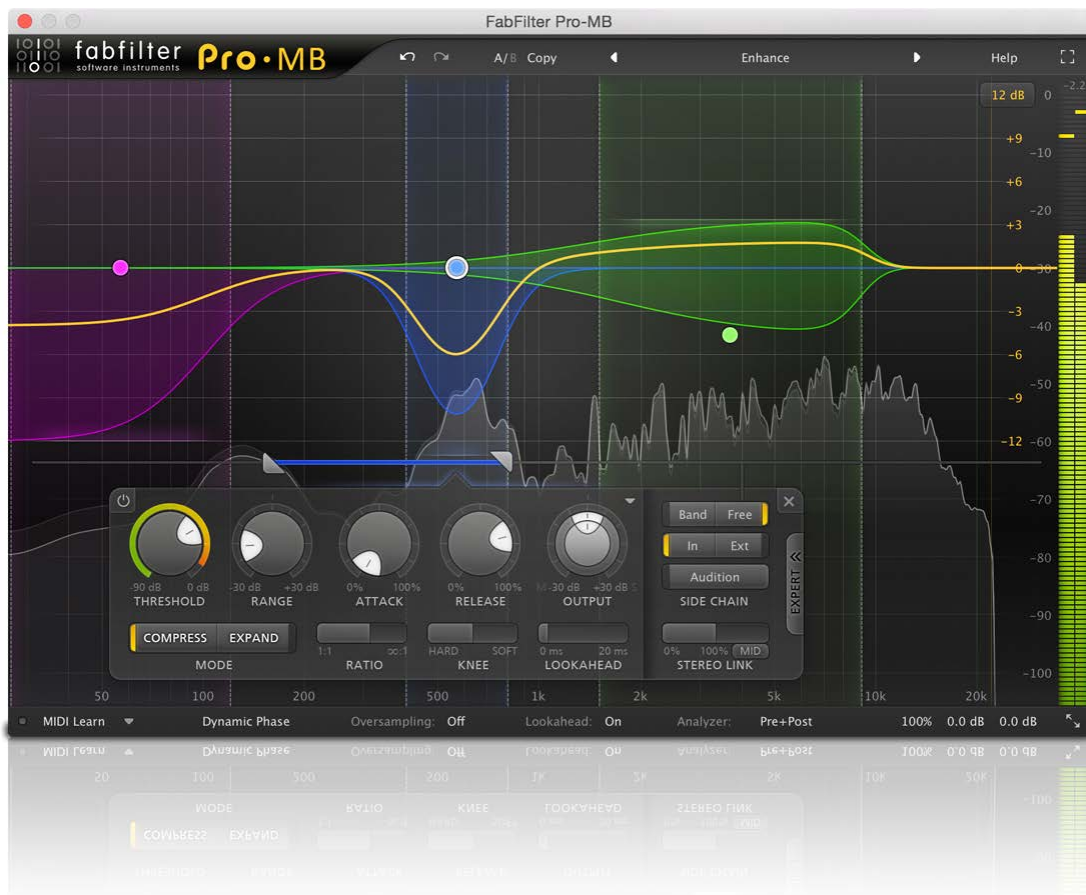 FabFilter Pro-MB
fabfilter
software instruments
Pro·MB
A/B Copy Enhance Help
12 dB 0 -2.2
+9 -10
+6
-20
+3
0 -30
-3
-40
-6
-50
-9
-12 -60
-70
-80
-90
-100
Band Free
In Ext
Audition
SIDE CHAIN
EXPERT
-90 dB 0 dB -30 dB +30 dB 0% 100% 0% 100% M -30 dB +30 dB S
THRESHOLD RANGE ATTACK RELEASE OUTPUT
COMPRESS EXPAND
1:1 ∞:1 HARD SOFT 0 ms 20 ms 0% 100% MID
MODE RATIO KNEE LOOKAHEAD STEREO LINK
50 100 200 500 1k 2k 5k 10k 20k
MIDI Learn Dynamic Phase Oversampling: Off Lookahead: On Analyzer: Pre+Post 100% 0.0 dB 0.0 dB